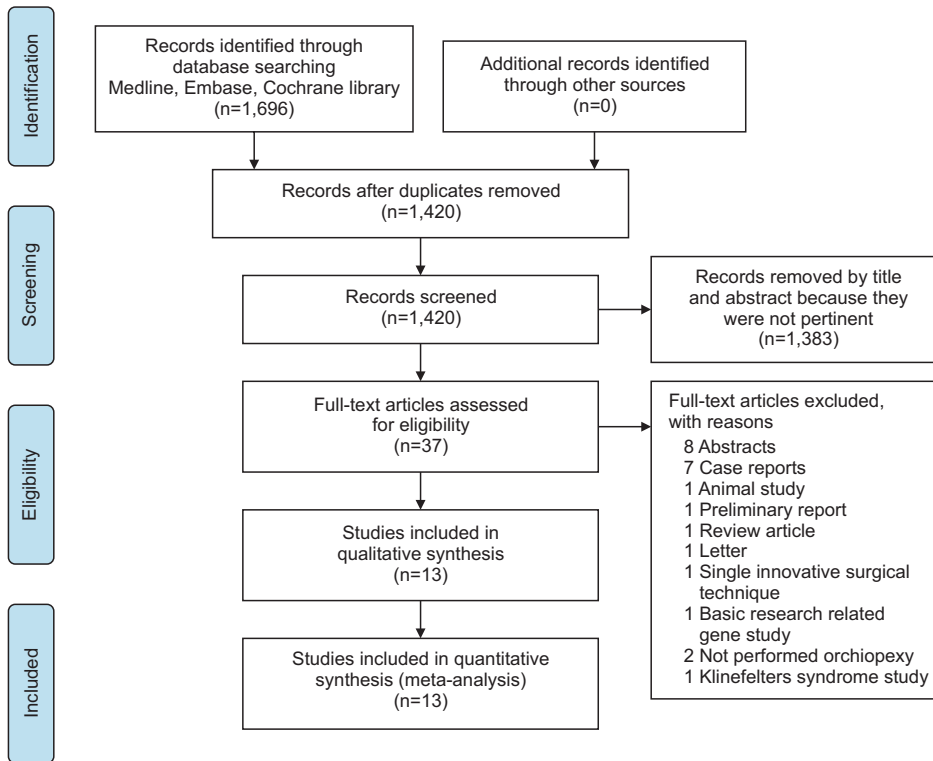 Identification
Records identified through
database searching
Medline, Embase, Cochrane library
(n=1,696)
Additional records identified
through other sources
(n=0)
Records after duplicates removed
(n=1,420)
Screening
Records screened
(n=1,420)
Records removed by title
and abstract because they
were not pertinent
(n=1,383)
Eligibility
Full-text articles assessed
for eligibility
(n=37)
Full-text articles excluded,
with reasons
8 Abstracts
7 Case reports
1 Animal study
1 Preliminary report
1 Review article
1 Letter
1 Single innovative surgical
technique
1 Basic research related
gene study
2 Not performed orchiopexy
1 Klinefelters syndrome study
Studies included in
qualitative synthesis
(n=13)
Included
Studies included in quantitative
synthesis (meta-analysis)
(n=13)